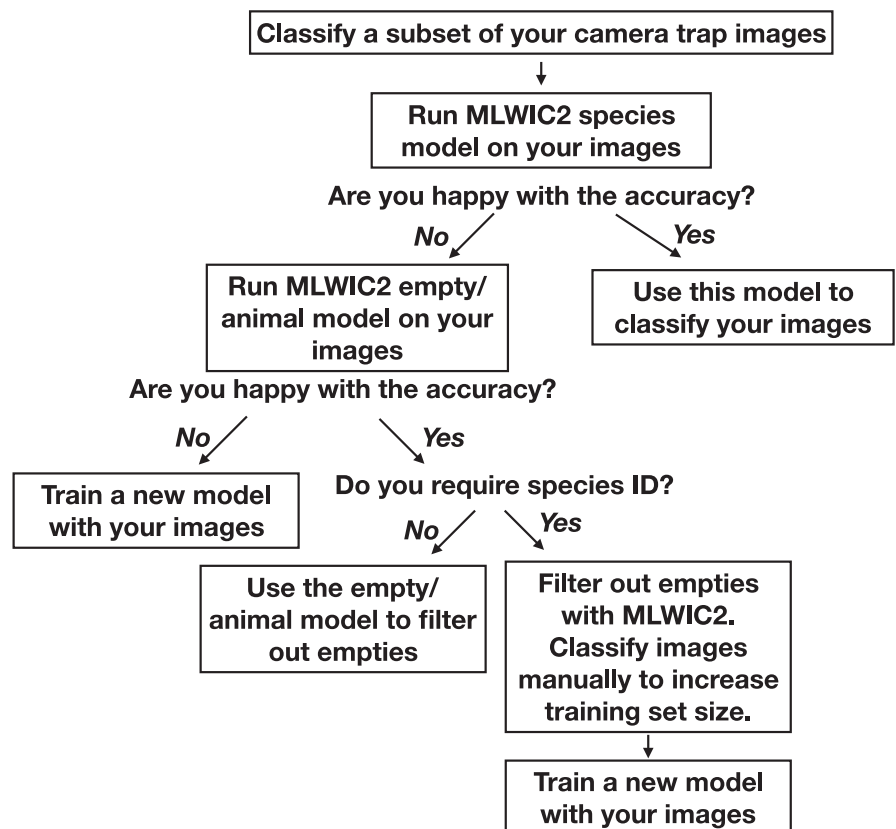 Classify a subset of your camera trap images
Run MLWIC2 species
model on your images
Are you happy with the accuracy?
No
Yes
Run MLWIC2 empty/
animal model on your
images
Use this model to
classify your images
Are you happy with the accuracy?
No
Yes
Train a new model
with your images
Do you require species ID?
No
Yes
Use the empty/
animal model to filter
out empties
Filter out empties
with MLWIC2.
Classify images
manually to increase
training set size.
Train a new model
with your images